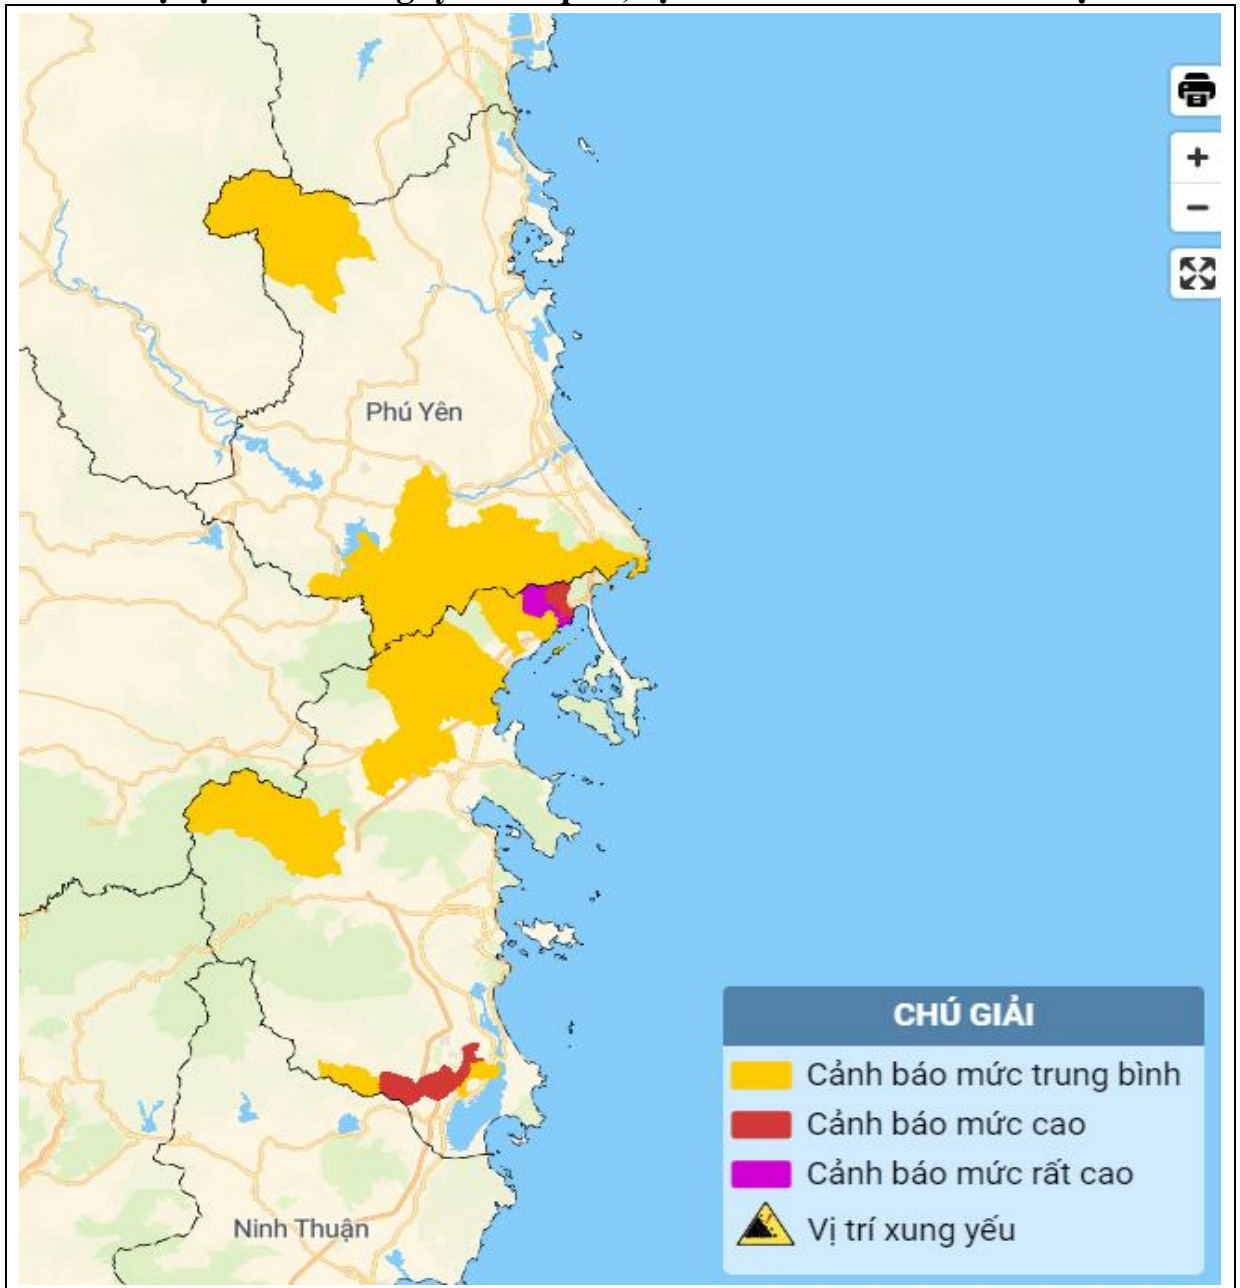 Phú Yên
Ninh Thuận
CHÚ GIẢI
Cảnh báo mức trung bình
Cảnh báo mức cao
Cảnh báo mức rất cao
Vị trí xung yếu